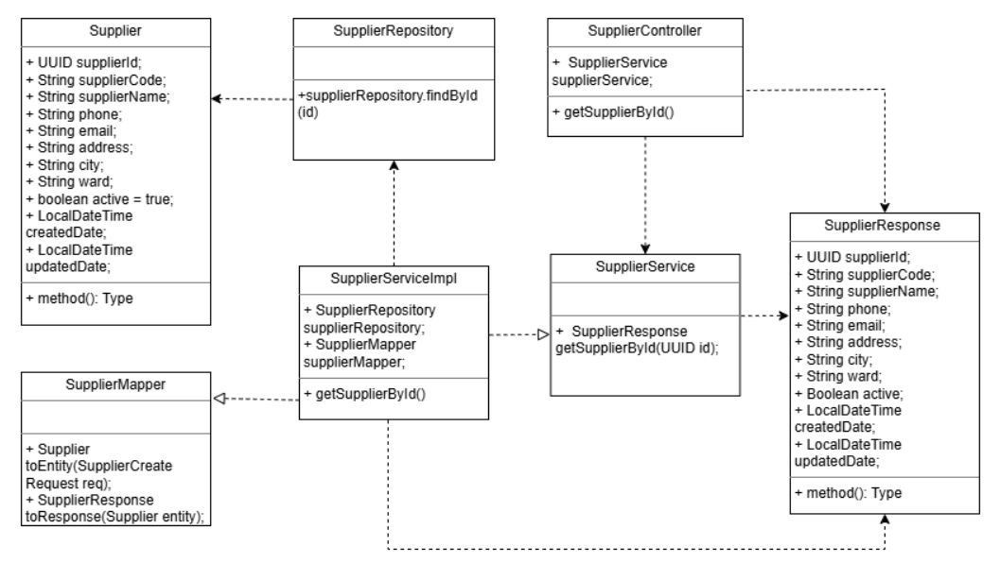 Supplier
+ UUID supplierId;
+ String supplierCode;
+ String supplierName;
+ String phone;
+ String email;
+ String address;
+ String city;
+ String ward;
+ boolean active = true;
+ LocalDateTime
createdDate;
+ LocalDateTime
updatedDate;
+ method(): Type
SupplierRepository
+supplierRepository.findById
(id)
SupplierController
+  SupplierService
supplierService;
+ getSupplierById()
SupplierResponse
+ UUID supplierId;
+ String supplierCode;
+ String supplierName;
+ String phone;
+ String email;
+ String address;
+ String city;
+ String ward;
+ Boolean active;
+ LocalDateTime
createdDate;
+ LocalDateTime
updatedDate;
+ method(): Type
SupplierServiceImpl
+ SupplierRepository
supplierRepository;
+ SupplierMapper
supplierMapper;
+ getSupplierById()
SupplierService
+  SupplierResponse
getSupplierById(UUID id);
SupplierMapper
+ Supplier
toEntity(SupplierCreate
Request req);
+ SupplierResponse
toResponse(Supplier entity);